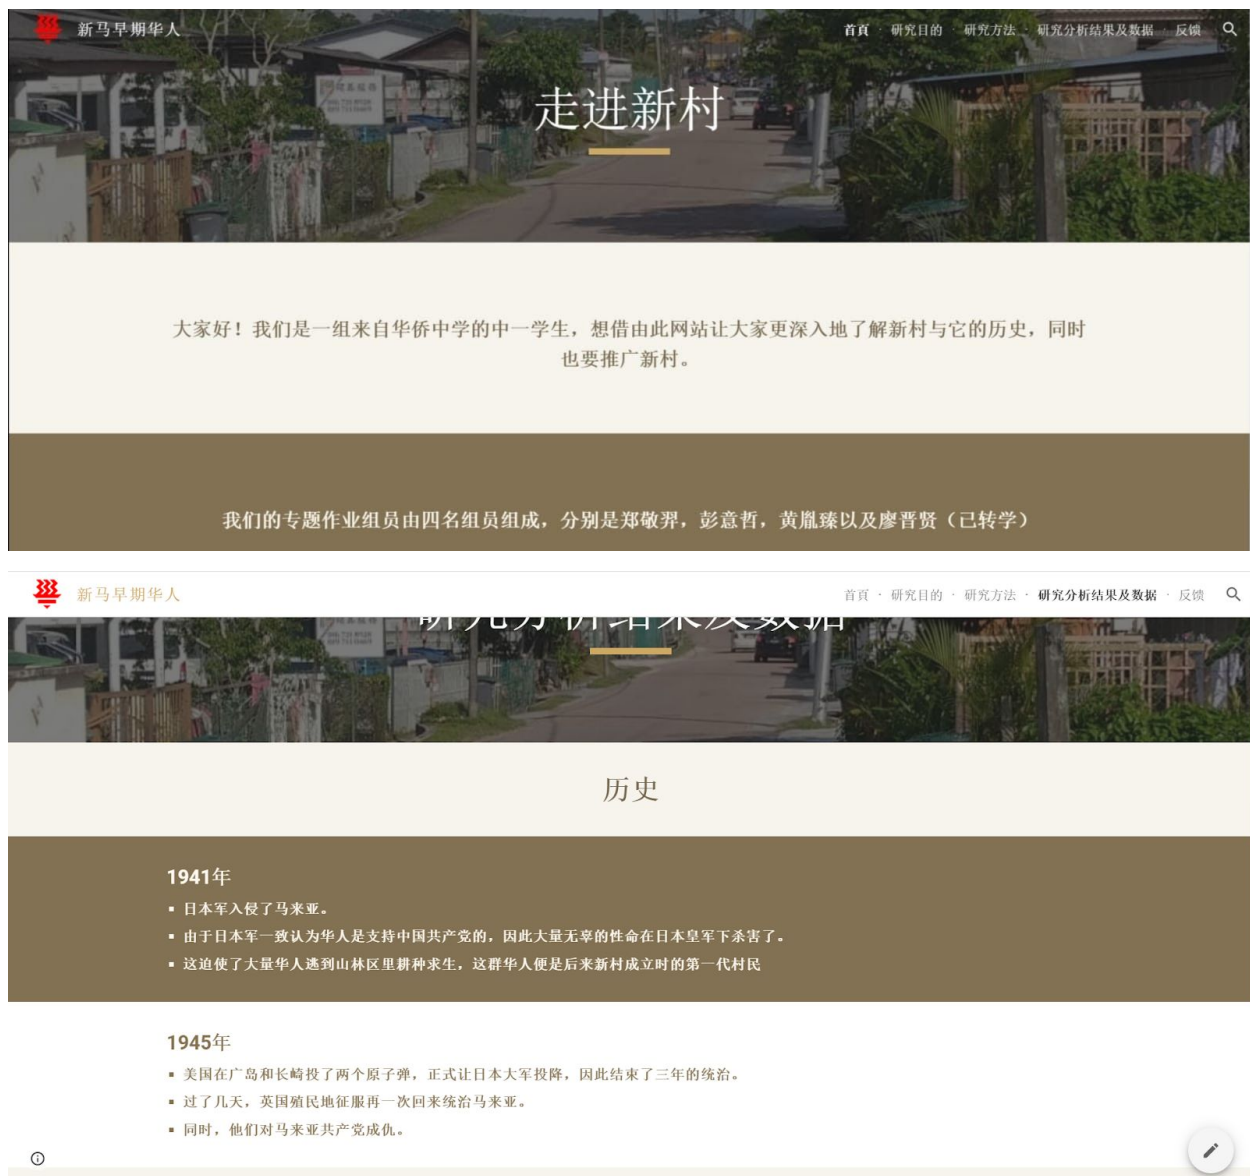 新马早期华人
首頁 · 研究目的 · 研究方法 · 研究分析结果及数据 · 反馈
走进新村
大家好！我们是一组来自华侨中学的中一学生，想借由此网站让大家更深入地了解新村与它的历史，同时
也要推广新村。
我们的专题作业组员由四名组员组成，分别是郑敬羿，彭意哲，黄胤臻以及廖晋贤（已转学）
新马早期华人
首頁 · 研究目的 · 研究方法 · 研究分析结果及数据 · 反馈
研究分析结果及数据
历史
1941年
▪ 日本军入侵了马来亚。
▪ 由于日本军一致认为华人是支持中国共产党的，因此大量无辜的性命在日本皇军下杀害了。
▪ 这迫使了大量华人逃到山林区里耕种求生，这群华人便是后来新村成立时的第一代村民
1945年
▪ 美国在广岛和长崎投了两个原子弹，正式让日本大军投降，因此结束了三年的统治。
▪ 过了几天，英国殖民地征服再一次回来统治马来亚。
▪ 同时，他们对马来亚共产党成仇。